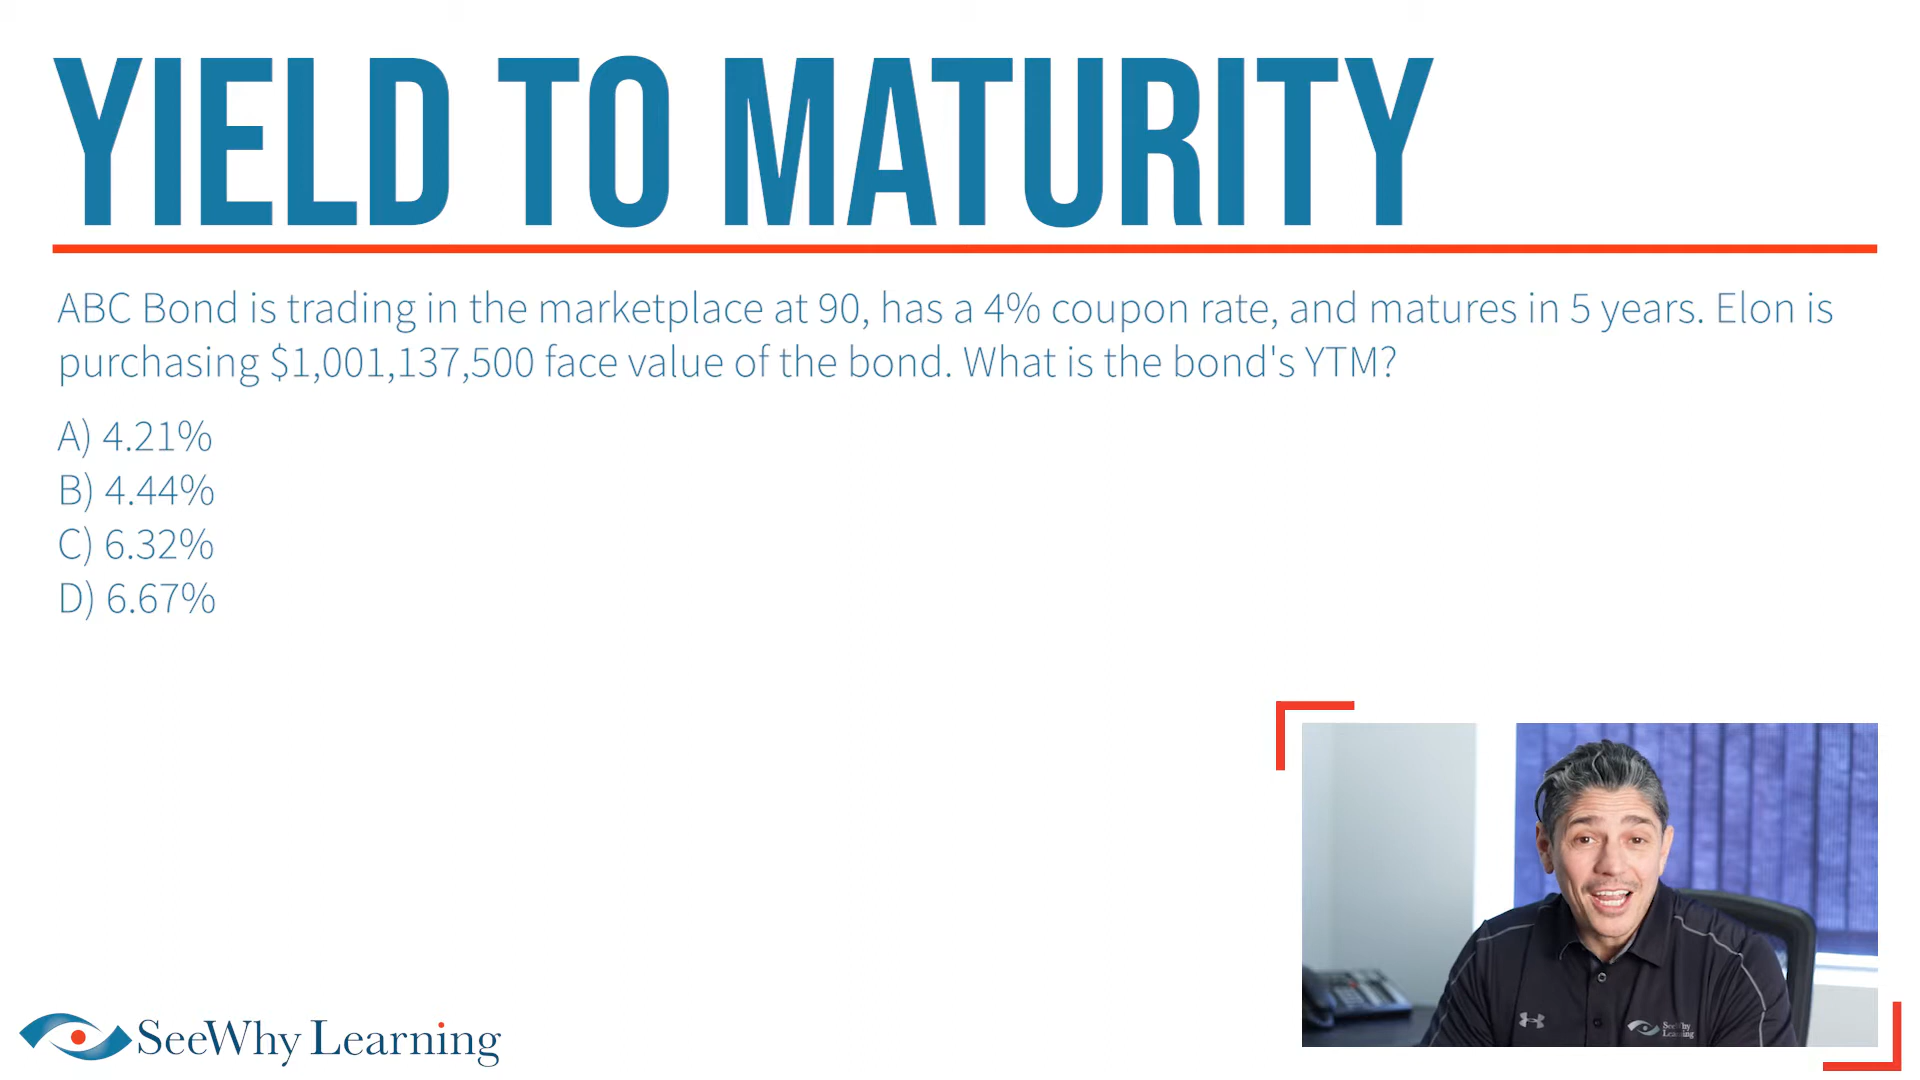 YIELD TO MATURITY
ABC Bond is trading in the marketplace at 90, has a 4% coupon rate, and matures in 5 years. Elon is
purchasing $1,001,137,500 face value of the bond. What is the bond's YTM?
A) 4.21%
B) 4.44%
C) 6.32%
D) 6.67%
SeeWhy
Learning
SeeWhy Learning